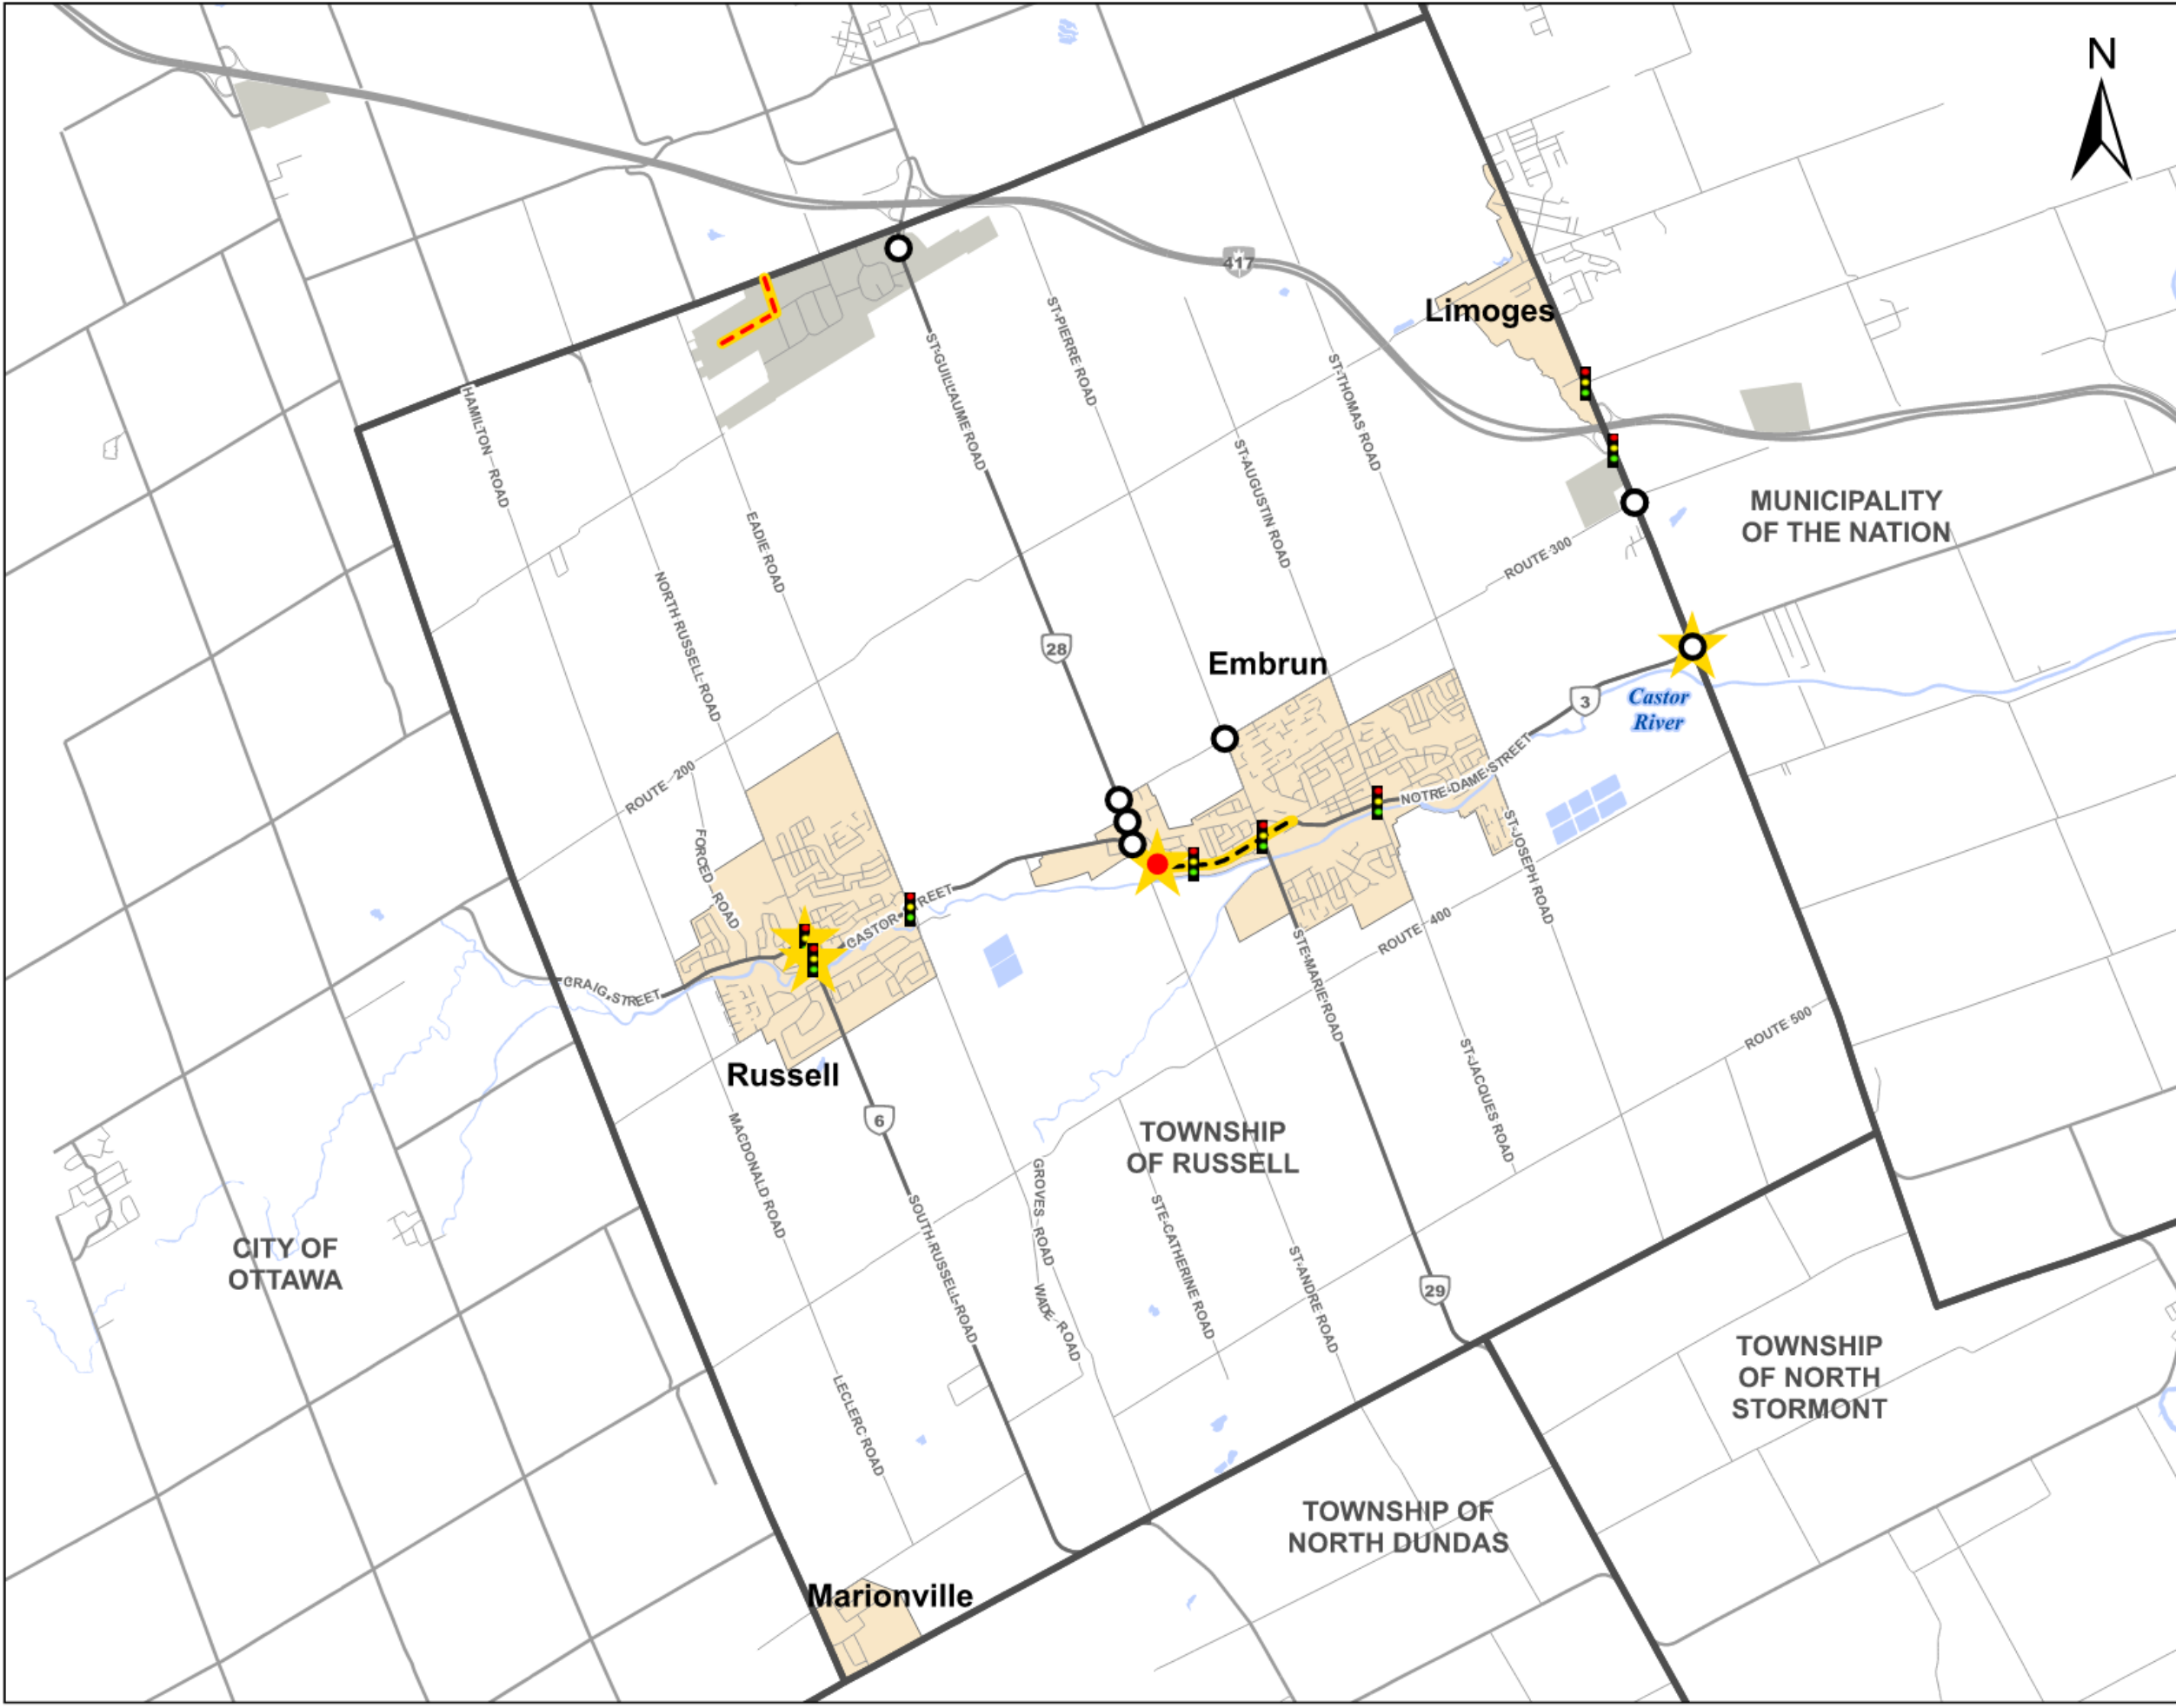 N
417
Limoges
ST-PIERRE ROAD
ST-GUILLAUME ROAD
ST-THOMAS ROAD
HAMILTON ROAD
ST-AUGUSTIN ROAD
MUNICIPALITY
OF THE NATION
EADIE ROAD
ROUTE 300
NORTH RUSSELL ROAD
28
Embrun
3
Castor
River
ROUTE 200
NOTRE-DAME STREET
FORCED ROAD
ST-JOSEPH ROAD
CASTOR STREET
ROUTE 400
CRAIG STREET
STE-MARIE ROAD
ROUTE 500
Russell
6
ST-JACQUES ROAD
TOWNSHIP
OF RUSSELL
MACDONALD ROAD
GROVES ROAD
SOUTH RUSSELL ROAD
STE-CATHERINE ROAD
CITY OF
OTTAWA
ST-ANDRE ROAD
WADE ROAD
29
TOWNSHIP
OF NORTH
STORMONT
LECLERC ROAD
TOWNSHIP OF
NORTH DUNDAS
Marionville